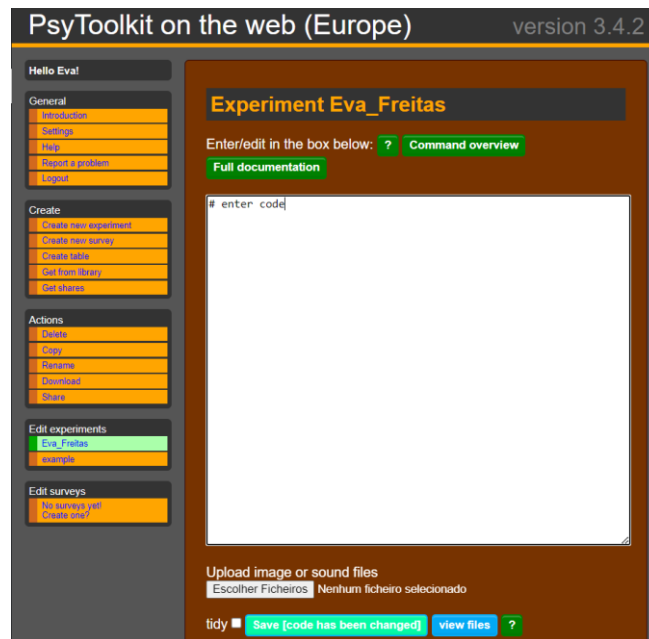 PsyToolkit on the web (Europe) version 3.4.2
Hello Eva!
General
Introduction
Settings
Help
Report a problem
Logout
Create
Create new experiment
Create new survey
Create table
Get from library
Get shares
Actions
Delete
Copy
Rename
Download
Share
Edit experiments
Eva_Freitas
example
Edit surveys
No surveys yet!
Create one?
Experiment Eva_Freitas
Enter/edit in the box below: ? Command overview
Full documentation
# enter code
Upload image or sound files
Escolher Ficheiros Nenhum ficheiro selecionado
tidy Save [code has been changed] view files ?